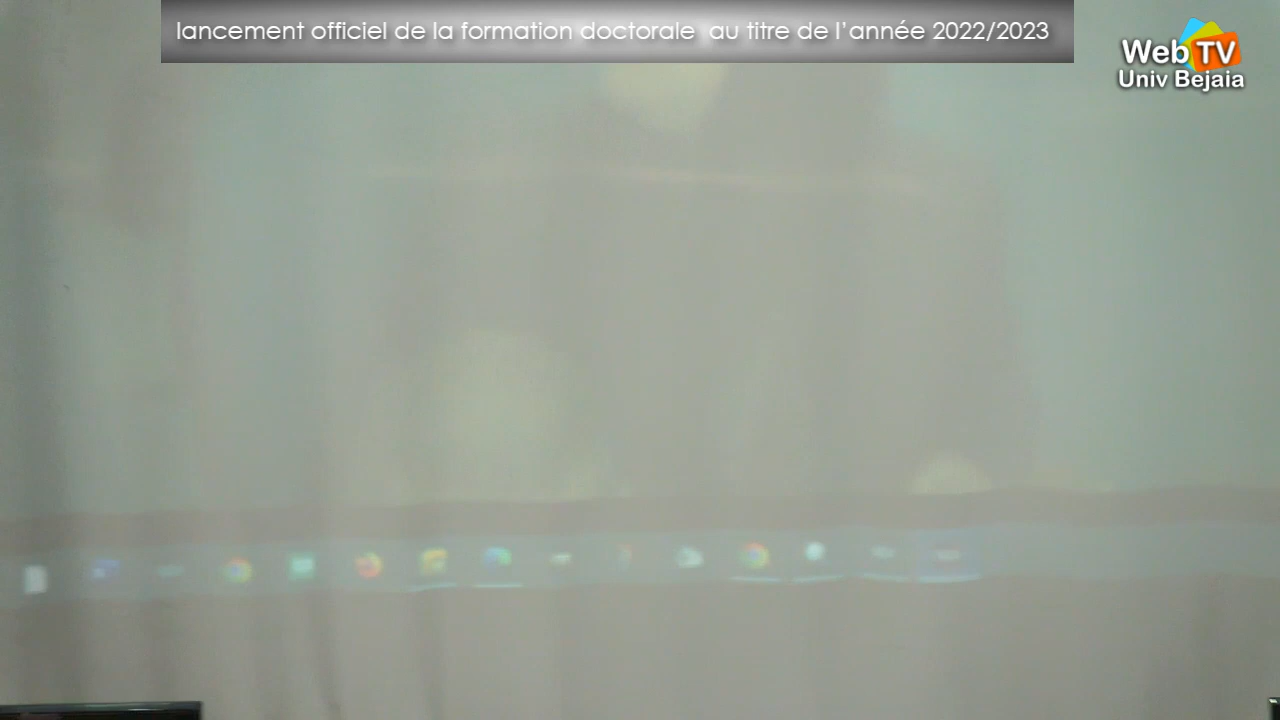 lancement officiel de la formation doctorale au titre de l'année 2022/2023
Web TV
Univ Bejaia